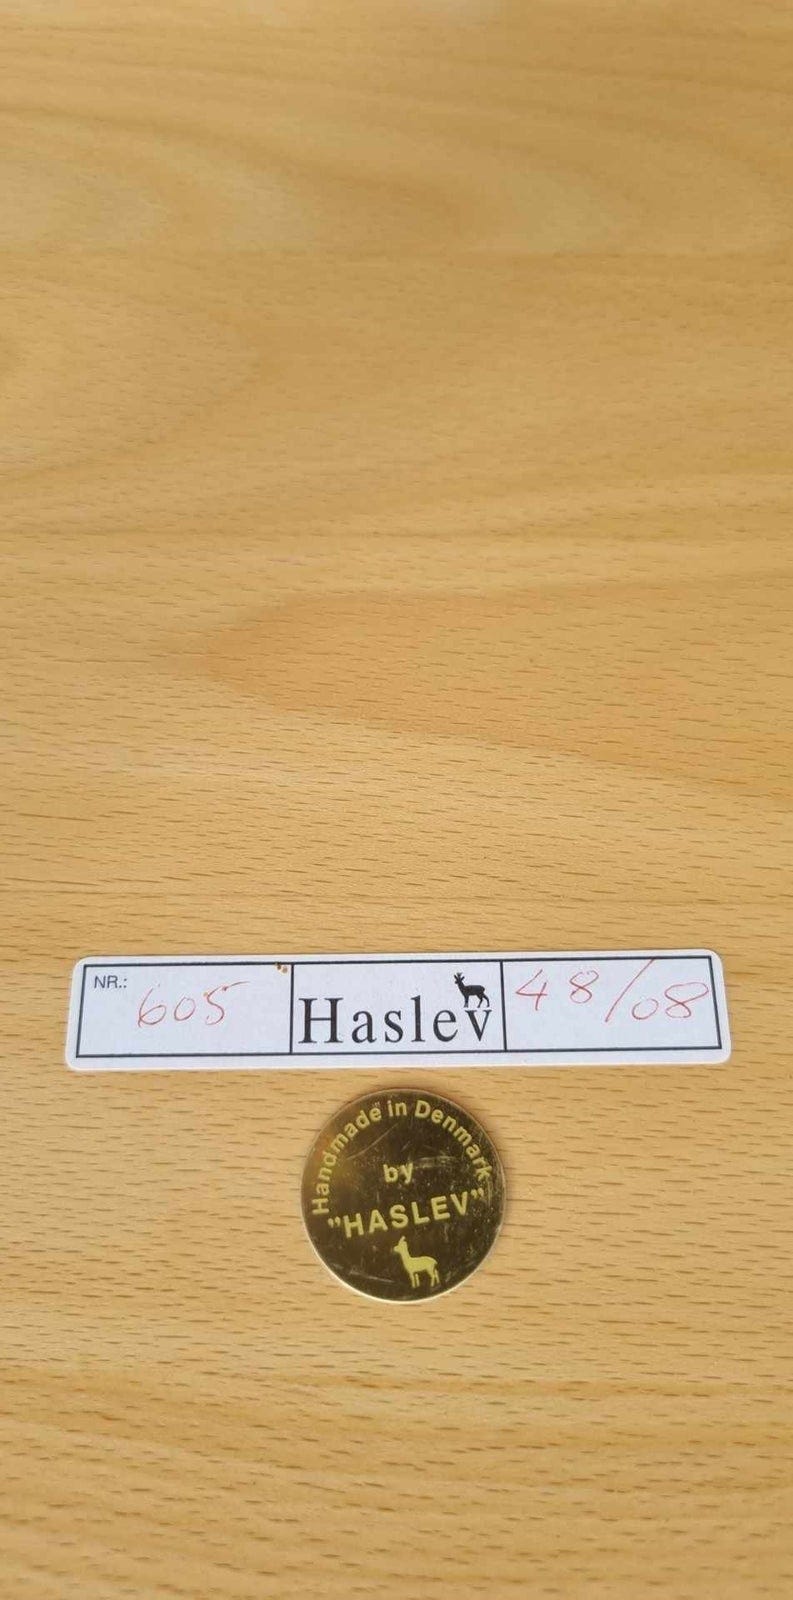 NR.: 605 Haslev 48/08
Handmade in Denmark
by
"HASLEV"